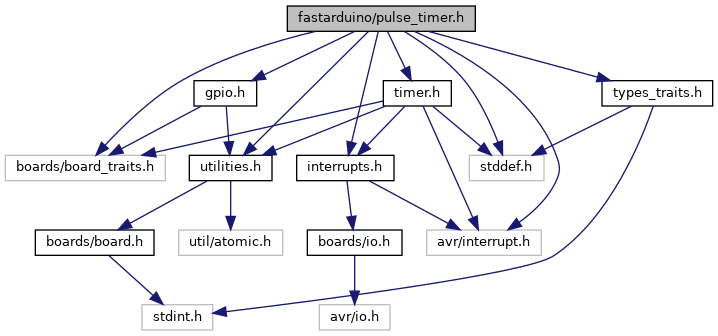 fastarduino/pulse_timer.h
gpio.h
timer.h
types_traits.h
boards/board_traits.h
utilities.h
interrupts.h
stddef.h
boards/board.h
util/atomic.h
boards/io.h
avr/interrupt.h
stdint.h
avr/io.h